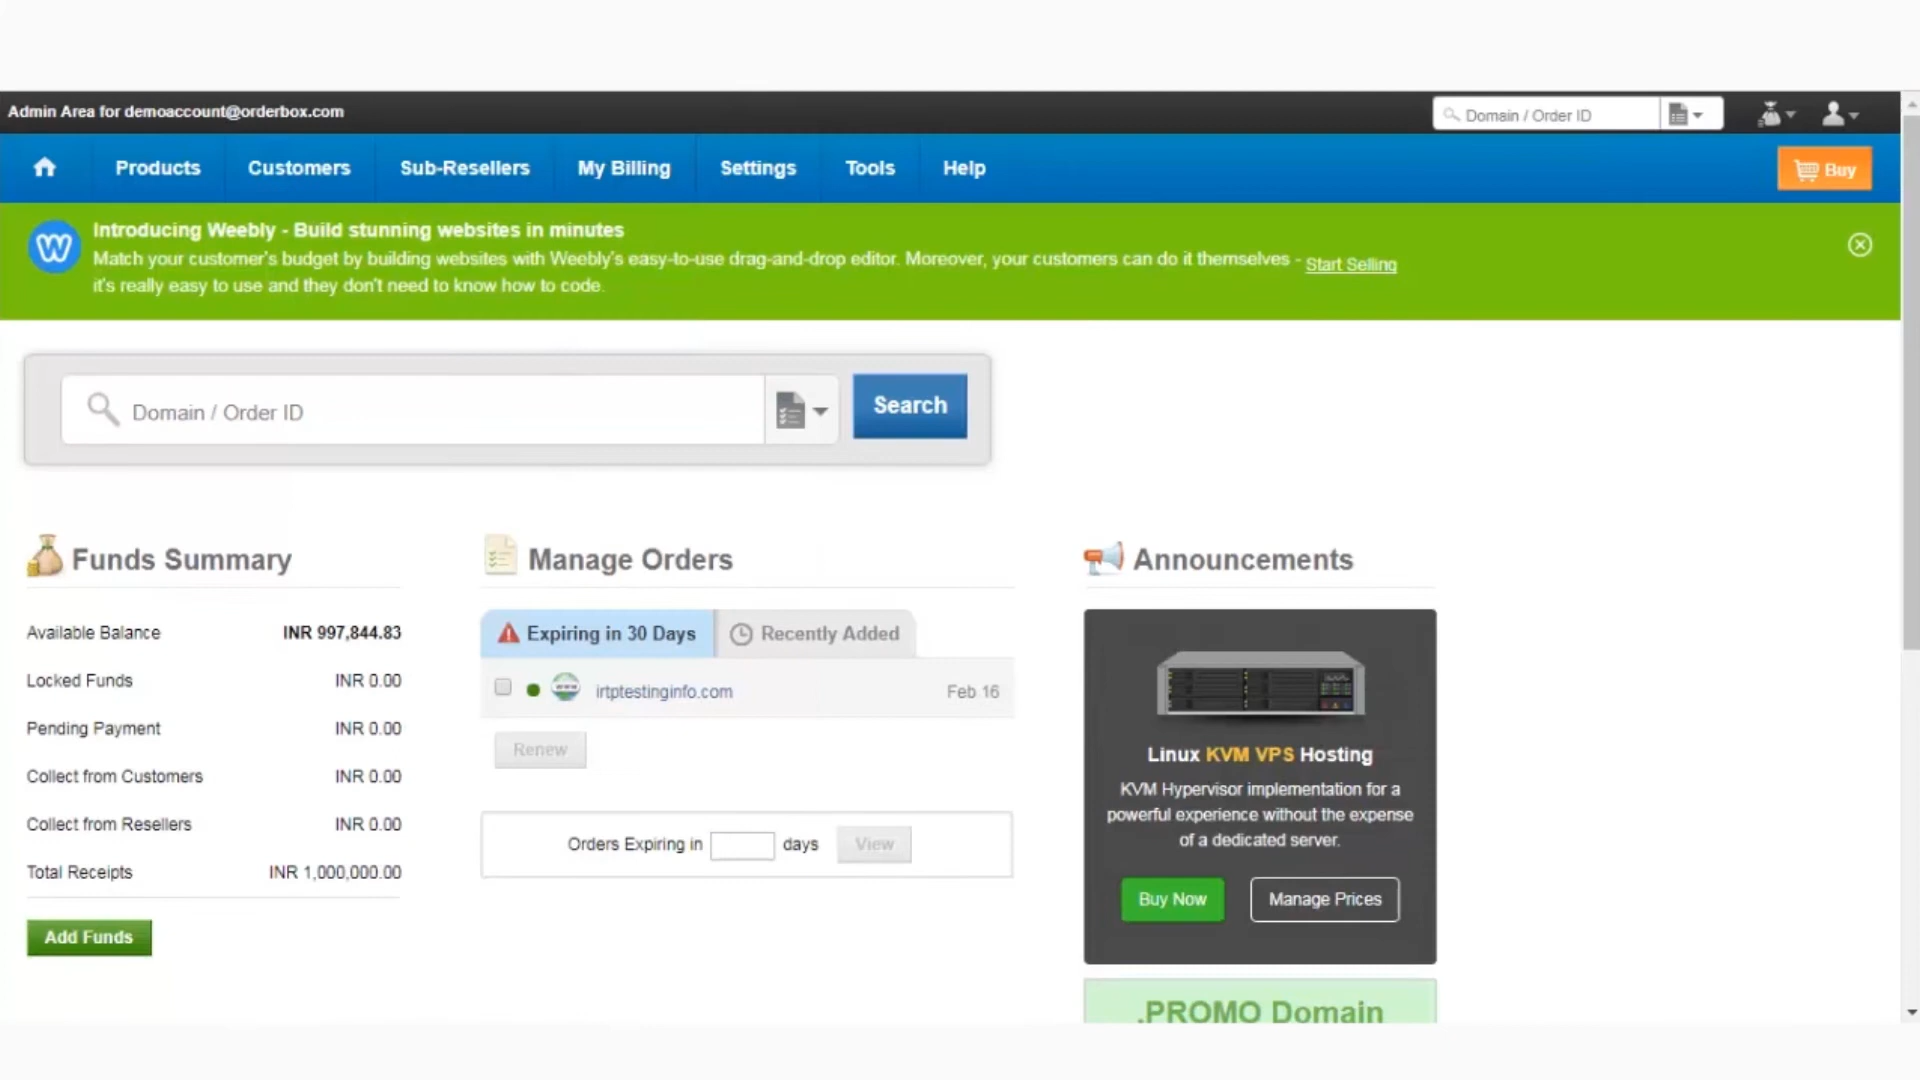 Admin Area for demoaccount@orderbox.com
Domain / Order ID
Products
Customers
Sub-Resellers
My Billing
Settings
Tools
Help
Buy
Introducing Weebly - Build stunning websites in minutes
Match your customer's budget by building websites with Weebly's easy-to-use drag-and-drop editor. Moreover, your customers can do it themselves -
it's really easy to use and they don't need to know how to code.
Start Selling
Domain / Order ID
Search
Funds Summary
Available Balance INR 997,844.83
Locked Funds INR 0.00
Pending Payment INR 0.00
Collect from Customers INR 0.00
Collect from Resellers INR 0.00
Total Receipts INR 1,000,000.00
Add Funds
Manage Orders
Expiring in 30 Days
Recently Added
irtptestinginfo.com Feb 16
Renew
Orders Expiring in days View
Announcements
Linux KVM VPS Hosting
KVM Hypervisor implementation for a
powerful experience without the expense
of a dedicated server.
Buy Now
Manage Prices
.PROMO Domain